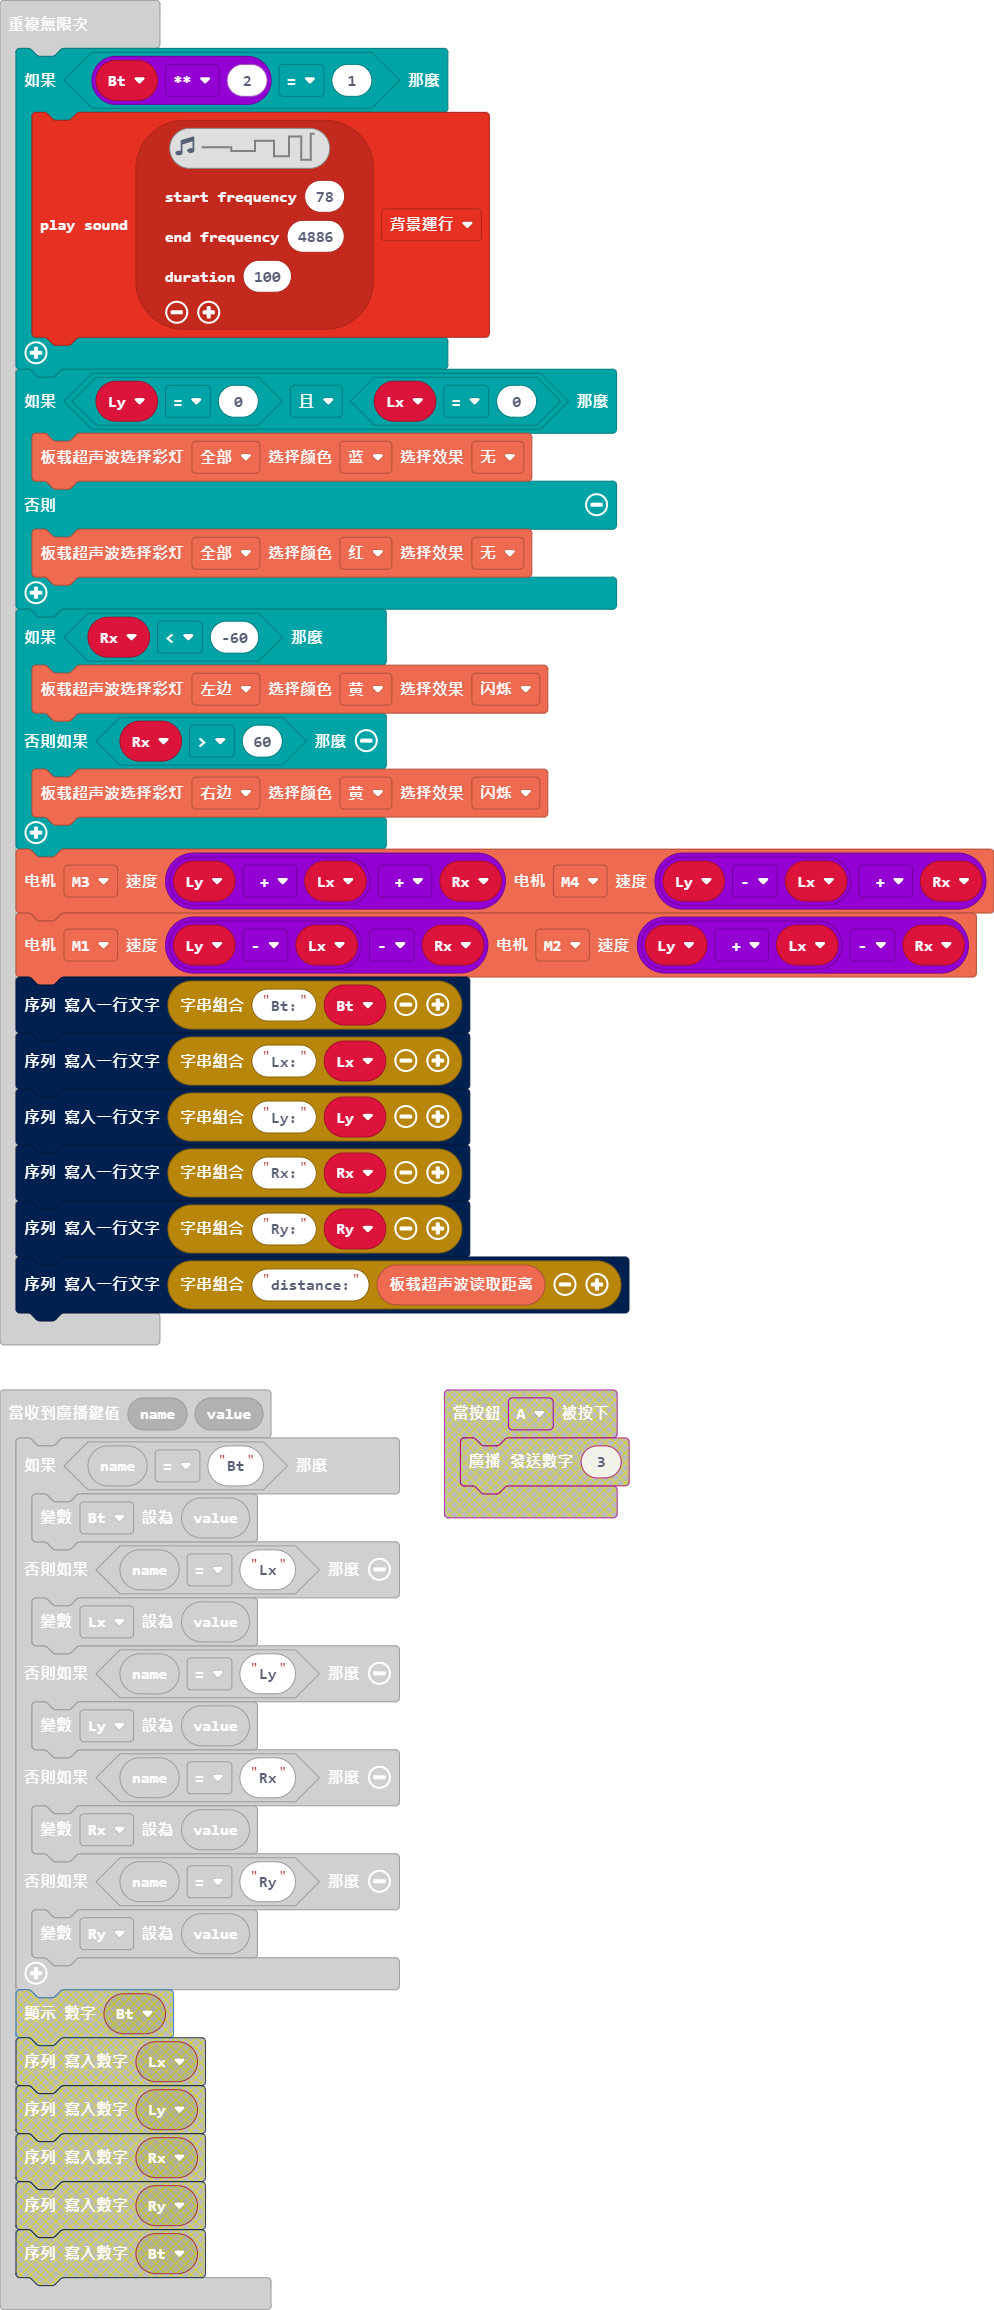 重複無限次
如果 Bt ** 2 = 1 那麼
start frequency 78
play sound 背景運行
end frequency 4886
duration 100
如果 Ly = 0 且 Lx = 0 那麼
板载超声波选择彩灯 全部 选择颜色 蓝 选择效果 无
否則
板载超声波选择彩灯 全部 选择颜色 红 选择效果 无
如果 Rx < -60 那麼
板载超声波选择彩灯 左边 选择颜色 黄 选择效果 闪烁
否則如果 Rx > 60 那麼
板载超声波选择彩灯 右边 选择颜色 黄 选择效果 闪烁
电机 M3 速度 Ly + Lx + Rx 电机 M4 速度 Ly - Lx + Rx
电机 M1 速度 Ly - Lx - Rx 电机 M2 速度 Ly + Lx - Rx
序列 寫入一行文字 字串組合 "Bt:" Bt
序列 寫入一行文字 字串組合 "Lx:" Lx
序列 寫入一行文字 字串組合 "Ly:" Ly
序列 寫入一行文字 字串組合 "Rx:" Rx
序列 寫入一行文字 字串組合 "Ry:" Ry
序列 寫入一行文字 字串組合 "distance:" 板载超声波读取距离
當收到廣播鍵值 name value
如果 name = "Bt" 那麼
變數 Bt 設為 value
否則如果 name = "Lx" 那麼
變數 Lx 設為 value
否則如果 name = "Ly" 那麼
變數 Ly 設為 value
否則如果 name = "Rx" 那麼
變數 Rx 設為 value
否則如果 name = "Ry" 那麼
變數 Ry 設為 value
顯示 數字 Bt
序列 寫入數字 Lx
序列 寫入數字 Ly
序列 寫入數字 Rx
序列 寫入數字 Ry
序列 寫入數字 Bt
當按鈕 A 被按下
廣播 發送數字 3